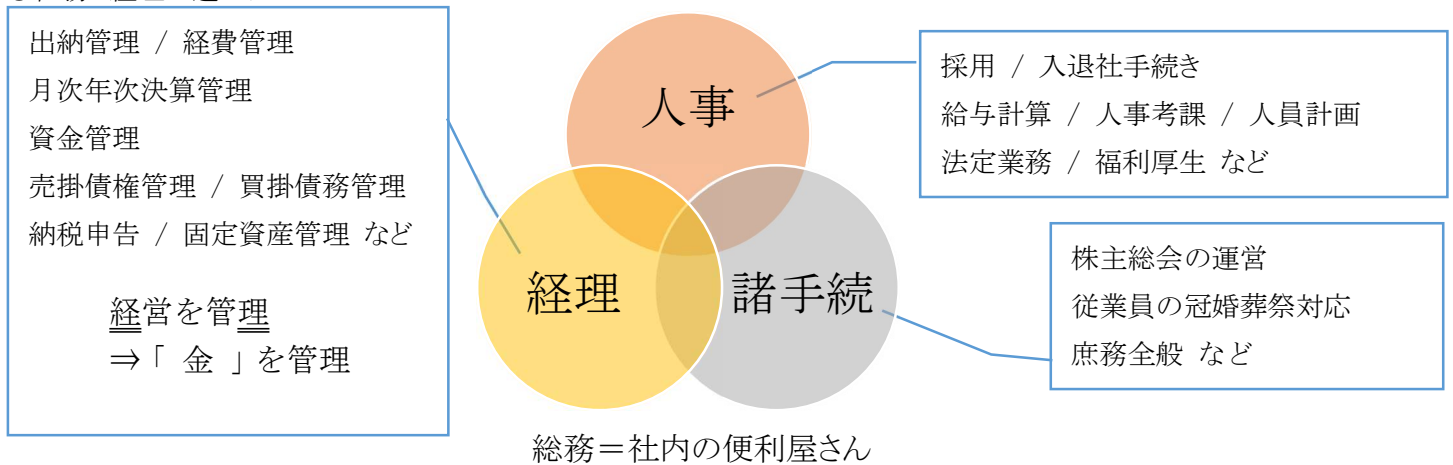 出納管理 / 経費管理
月次年次決算管理
資金管理
売掛債権管理 / 買掛債務管理
納税申告 / 固定資産管理 など
経営を管理
⇒「 金 」を管理
人事
経理
諸手続
採用 / 入退社手続き
給与計算 / 人事考課 / 人員計画
法定業務 / 福利厚生 など
株主総会の運営
従業員の冠婚葬祭対応
庶務全般 など
総務＝社内の便利屋さん